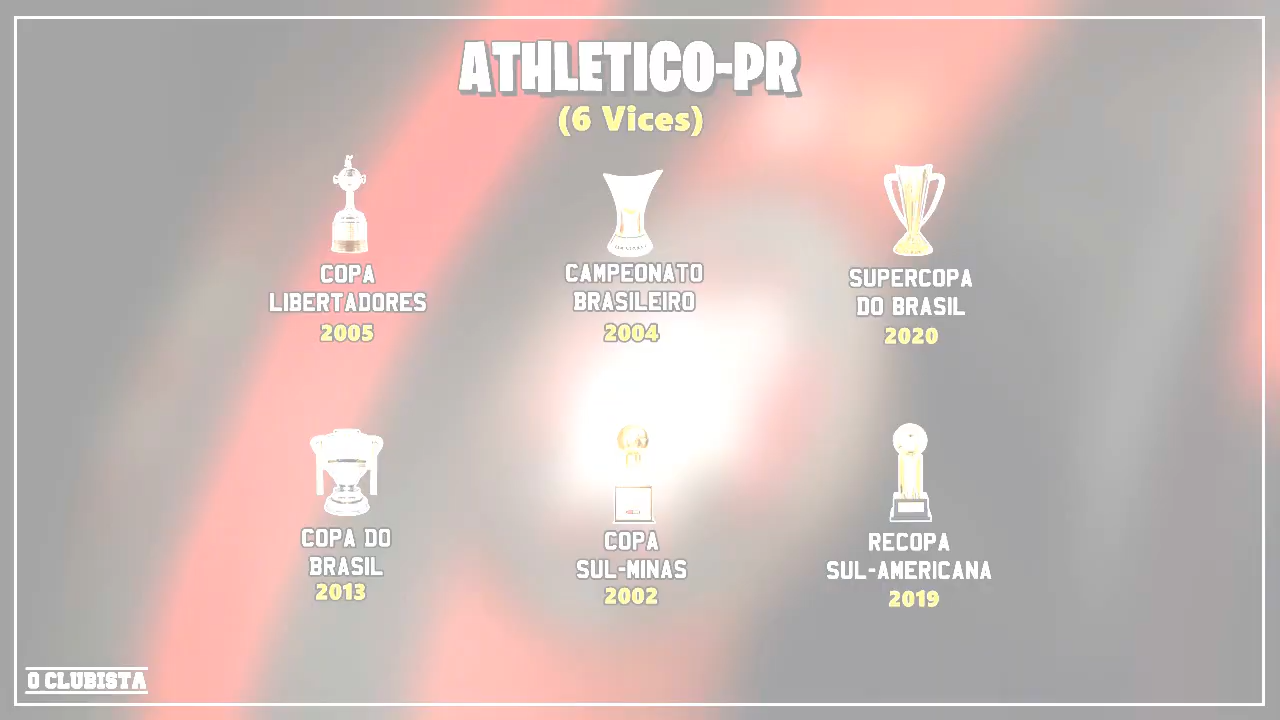 ATHLETICO-PR
(6 Vices)
COPA
LIBERTADORES
2005
CAMPEONATO
BRASILEIRO
2004
SUPERCOPA
DO BRASIL
2020
COPA DO
BRASIL
2013
COPA
SUL-MINAS
2002
RECOPA
SUL-AMERICANA
2019
O CLUBISTA